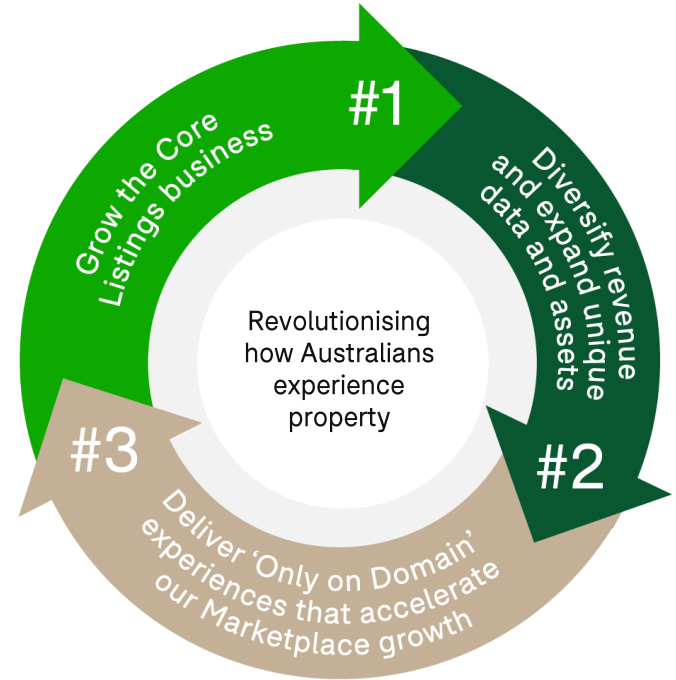 #1
Grow the Core
Listings business
Diversify revenue
and expand unique
data and assets
#2
#3
Deliver ‘Only on Domain’
experiences that accelerate
our Marketplace growth
Revolutionising
how Australians
experience
property